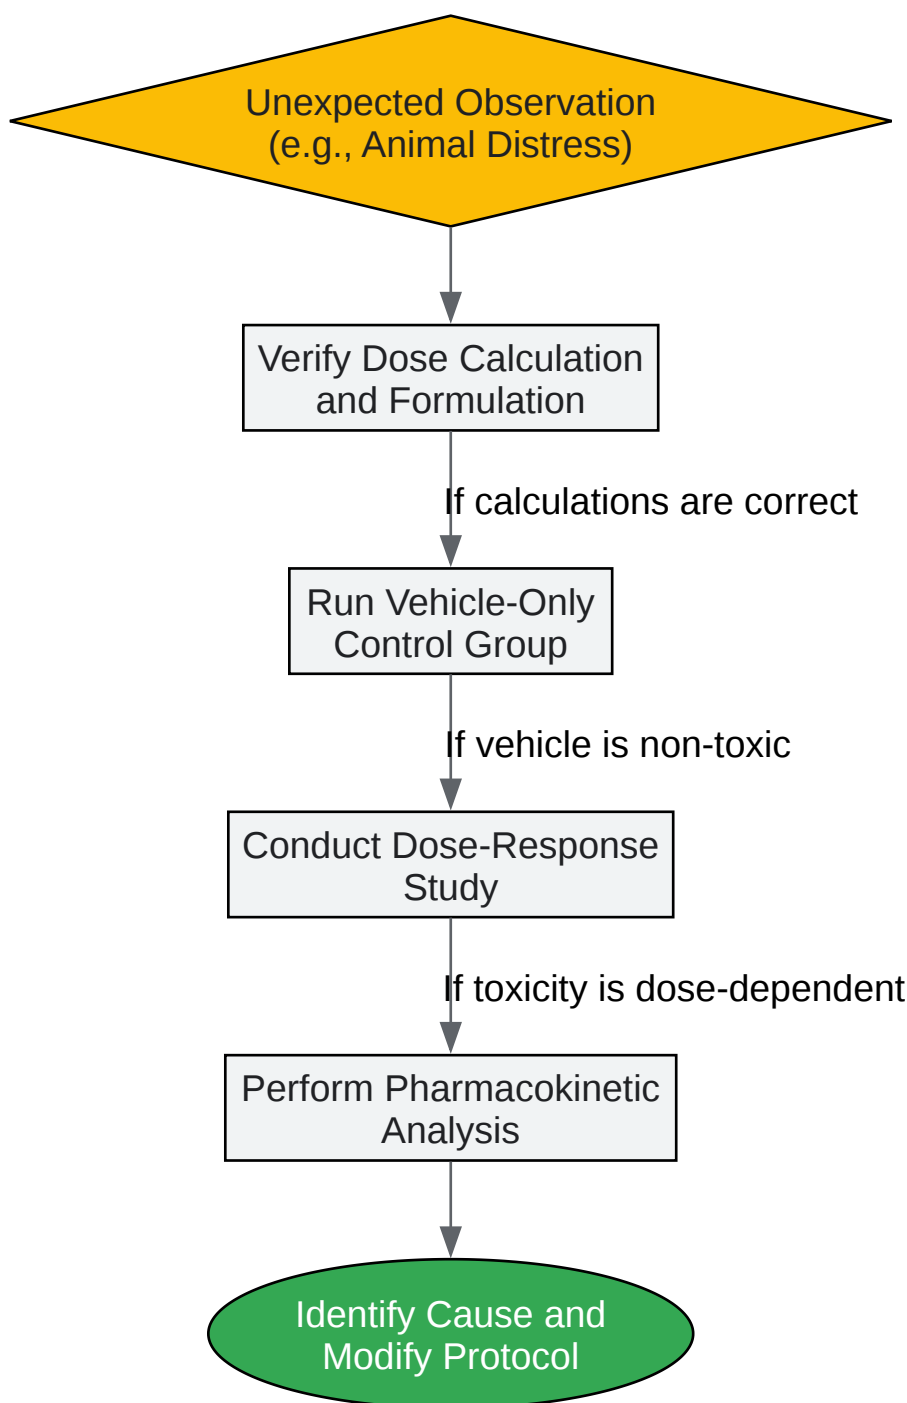 Unexpected Observation
(e.g., Animal Distress)
Verify Dose Calculation
and Formulation
If calculations are correct
Run Vehicle-Only
Control Group
If vehicle is non-toxic
Conduct Dose-Response
Study
If toxicity is dose-dependent
Perform Pharmacokinetic
Analysis
Identify Cause and
Modify Protocol